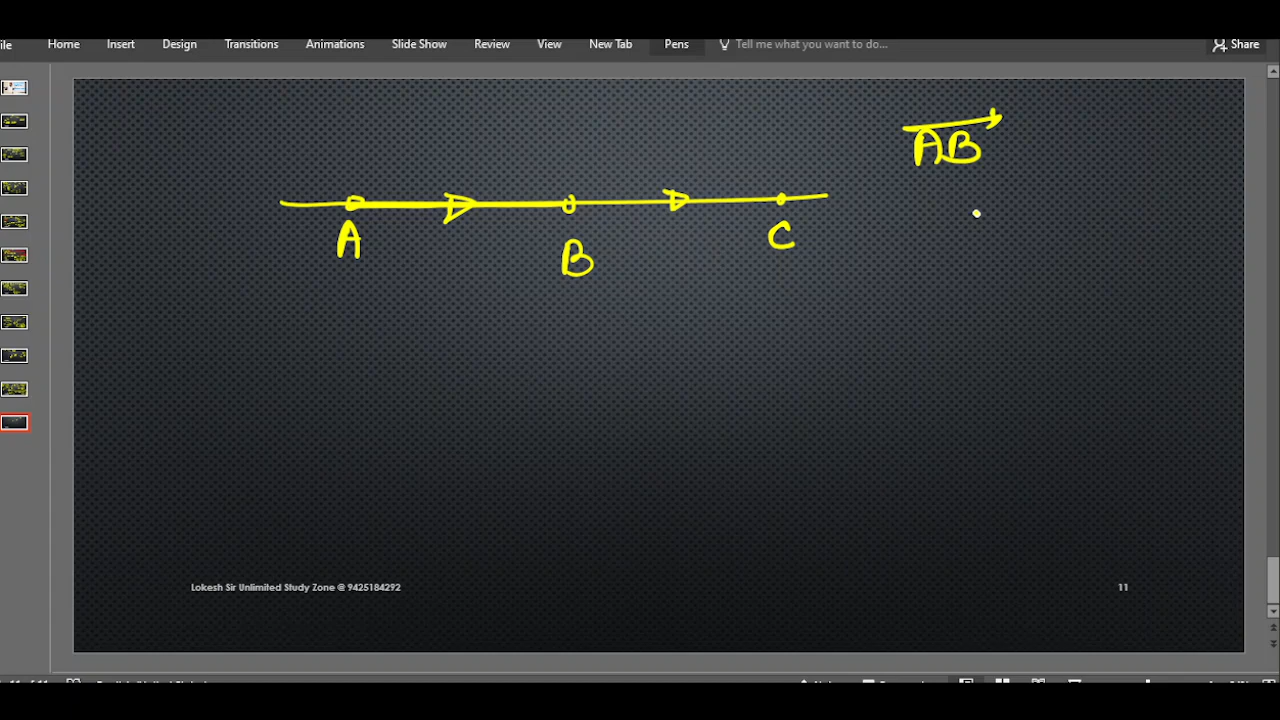 Home Insert Design Transitions Animations Slide Show Review View New Tab Pens Tell me what you want to do... Share
AB
A B C
Lokesh Sir Unlimited Study Zone @ 9425184292 11